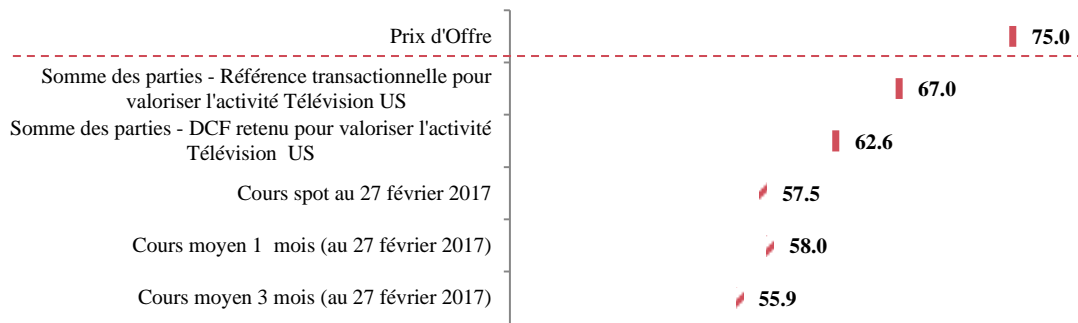 Prix d'Offre
75.0
Somme des parties - Référence transactionnelle pour
valoriser l'activité Télévision US
67.0
Somme des parties - DCF retenu pour valoriser l'activité
Télévision US
62.6
Cours spot au 27 février 2017
57.5
Cours moyen 1 mois (au 27 février 2017)
58.0
Cours moyen 3 mois (au 27 février 2017)
55.9